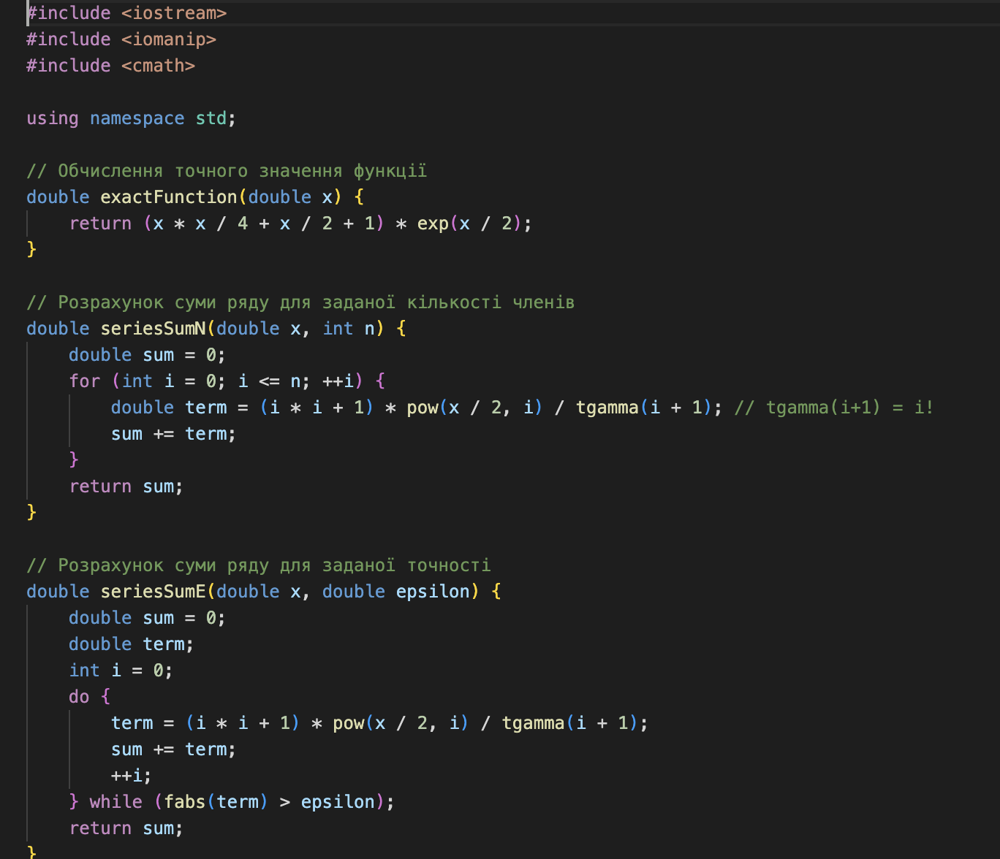 #include <iostream>
#include <iomanip>
#include <cmath>
using namespace std;
// Обчислення точного значення функції
double exactFunction(double x) {
return (x * x / 4 + x / 2 + 1) * exp(x / 2);
}
// Розрахунок суми ряду для заданої кількості членів
double seriesSumN(double x, int n) {
double sum = 0;
for (int i = 0; i <= n; ++i) {
double term = (i * i + 1) * pow(x / 2, i) / tgamma(i + 1); // tgamma(i+1) = i!
sum += term;
}
return sum;
}
// Розрахунок суми ряду для заданої точності
double seriesSumE(double x, double epsilon) {
double sum = 0;
double term;
int i = 0;
do {
term = (i * i + 1) * pow(x / 2, i) / tgamma(i + 1);
sum += term;
++i;
} while (fabs(term) > epsilon);
return sum;
}